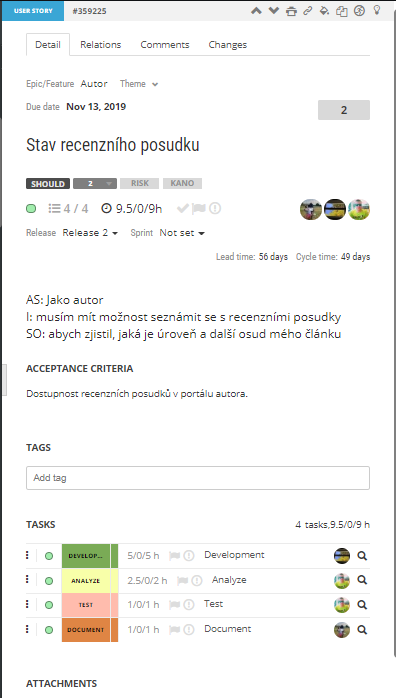 USER STORY #359225
Detail Relations Comments Changes
Epic/Feature Autor Theme
Due date Nov 13, 2019
2
Stav recenzního posudku
SHOULD 2 RISK KANO
4 / 4 9.5/0/9h
Release Release 2 Sprint Not set
Lead time: 56 days Cycle time: 49 days
AS: Jako autor
I: musím mít možnost seznámit se s recenzními posudky
SO: abych zjistil, jaká je úroveň a další osud mého článku
ACCEPTANCE CRITERIA
Dostupnost recenzních posudků v portálu autora.
TAGS
Add tag
TASKS 4 tasks,9.5/0/9 h
DEVELOP... 5/0/5 h Development
ANALYZE 2.5/0/2 h Analyze
TEST 1/0/1 h Test
DOCUMENT 1/0/1 h Document
ATTACHMENTS